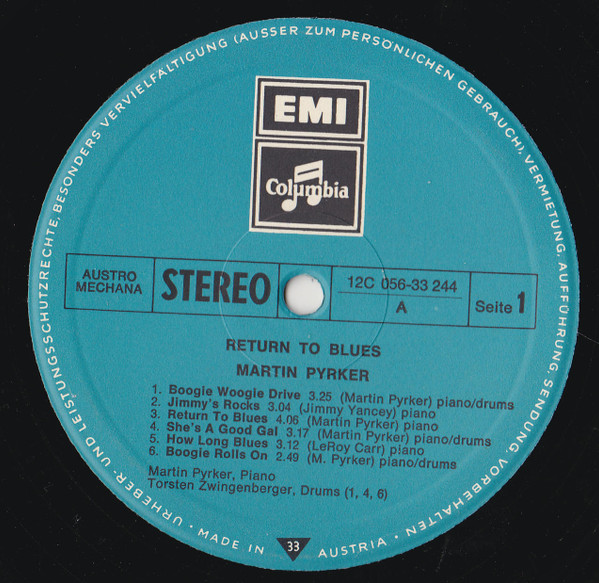 URHEBER- UND LEISTUNGSSCHUTZRECHTE, BESONDERS VERVIELFÄLTIGUNG (AUSSER ZUM PERSÖNLICHEN GEBRAUCH), VERMIETUNG, AUFFÜHRUNG, SENDUNG, VORBEHALTEN •
EMI
Columbia
AUSTRO
MECHANA
STEREO
12C 056-33 244
A
Seite 1
RETURN TO BLUES
MARTIN PYRKER
1. Boogie Woogie Drive 3.25 (Martin Pyrker) piano/drums
2. Jimmy's Rocks 3.04 (Jimmy Yancey) piano
3. Return To Blues 4.06 (Martin Pyrker) piano
4. She's A Good Gal 3.17 (Martin Pyrker) piano/drums
5. How Long Blues 3.12 (LeRoy Carr) piano
6. Boogie Rolls On 2.49 (M. Pyrker) piano/drums
Martin Pyrker, Piano
Torsten Zwingenberger, Drums (1, 4, 6)
• MADE IN 33 AUSTRIA •